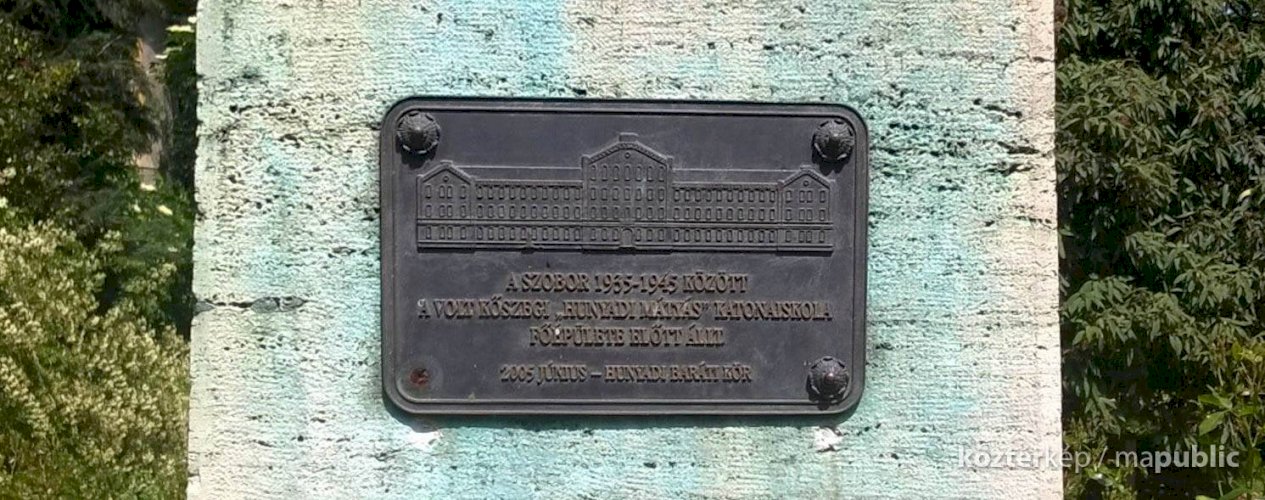 A SZOBOR 1935-1945 KÖZÖTT
A VOLT KŐSZEGI „HUNYADI MÁTYÁS" KATONAISKOLA
FŐÉPÜLETE ELŐTT ÁLLT.
2005 JÚNIUS – HUNYADI BARÁTI KÖR
köztérkép / mapublic